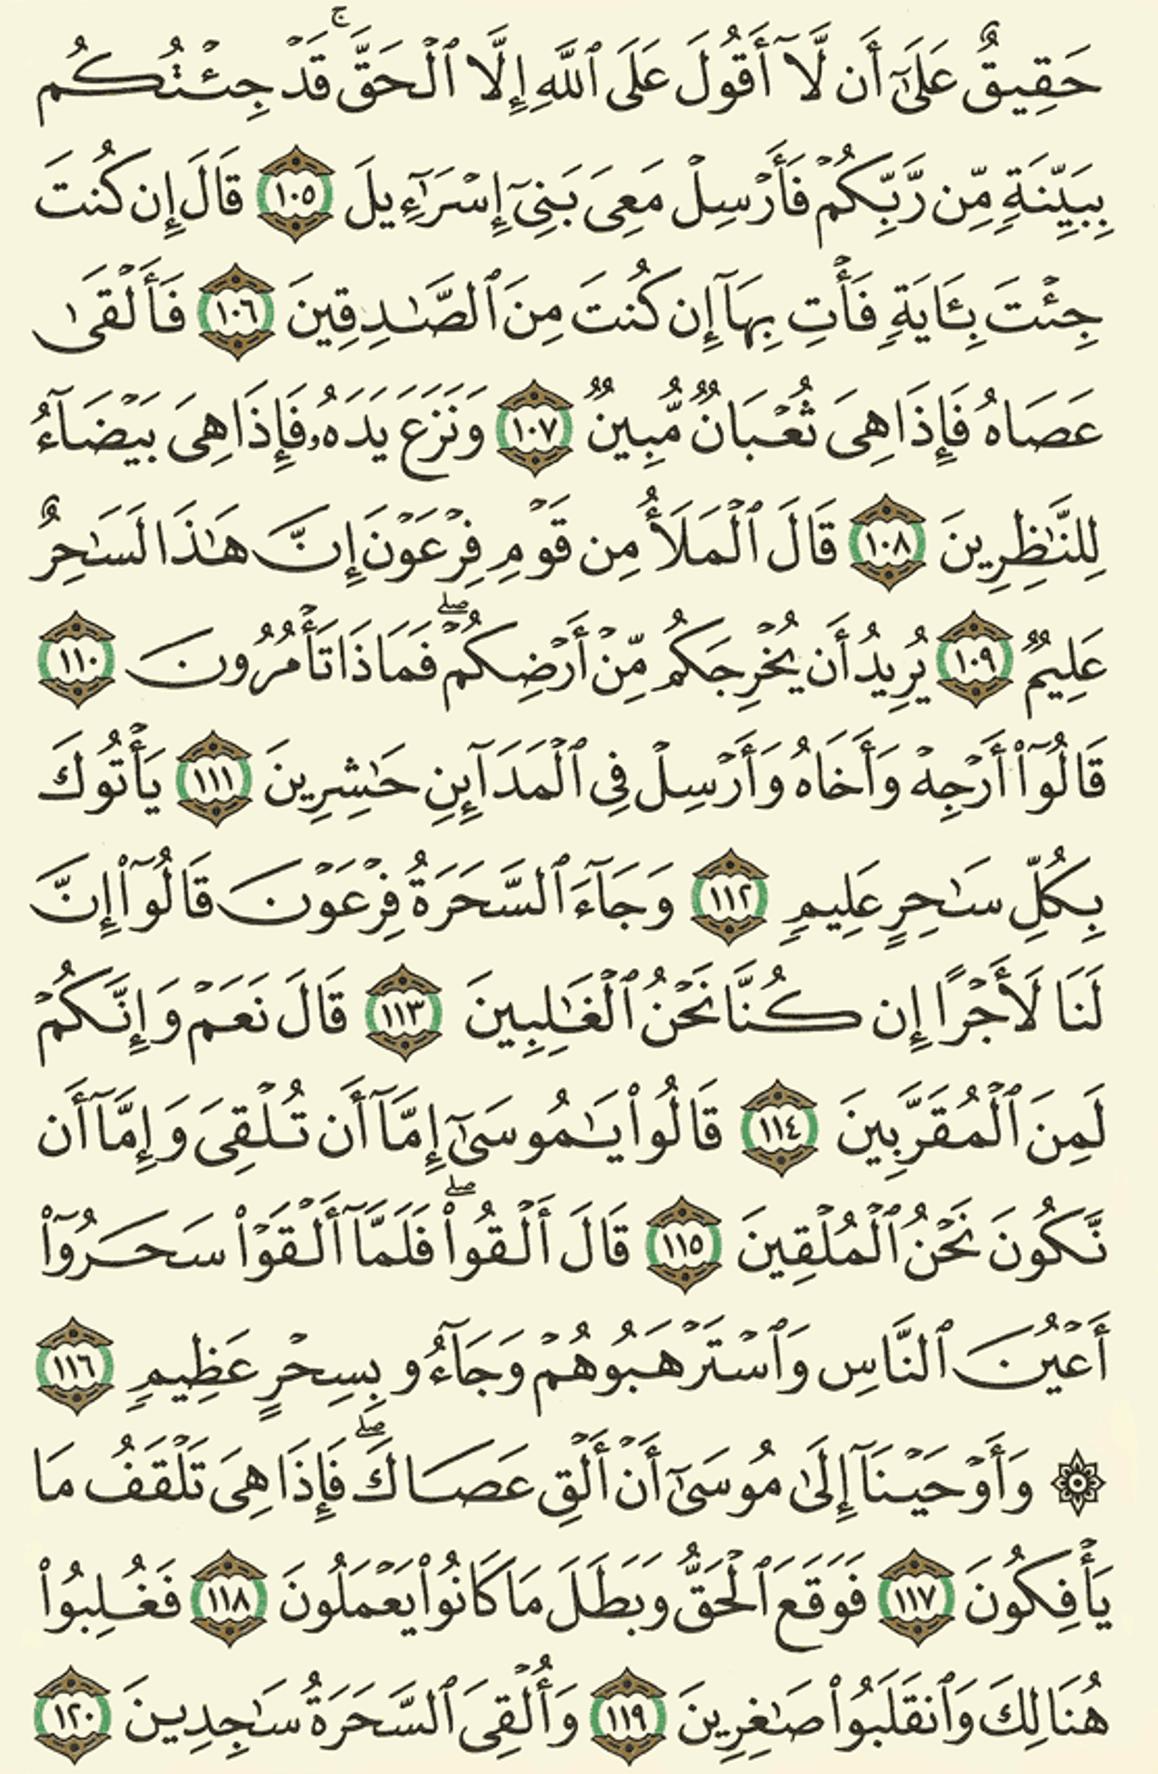 حَقِيقٌ عَلَىٰٓ أَن لَّآ أَقُولَ عَلَى ٱللَّهِ إِلَّا ٱلۡحَقَّۚ قَدۡ جِئۡتُكُم
بِبَيِّنَةٖ مِّن رَّبِّكُمۡ فَأَرۡسِلۡ مَعِيَ بَنِيٓ إِسۡرَٰٓءِيلَ ١٠٥ قَالَ إِن كُنتَ
جِئۡتَ بِـَٔايَةٖ فَأۡتِ بِهَآ إِن كُنتَ مِنَ ٱلصَّٰدِقِينَ ١٠٦ فَأَلۡقَىٰ
عَصَاهُ فَإِذَا هِيَ ثُعۡبَانٞ مُّبِينٞ ١٠٧ وَنَزَعَ يَدَهُۥ فَإِذَا هِيَ بَيۡضَآءُ
لِلنَّٰظِرِينَ ١٠٨ قَالَ ٱلۡمَلَأُ مِن قَوۡمِ فِرۡعَوۡنَ إِنَّ هَٰذَا لَسَٰحِرٌ
عَلِيمٞ ١٠٩ يُرِيدُ أَن يُخۡرِجَكُم مِّنۡ أَرۡضِكُمۡۖ فَمَاذَا تَأۡمُرُونَ ١١٠
قَالُوٓاْ أَرۡجِهۡ وَأَخَاهُ وَأَرۡسِلۡ فِي ٱلۡمَدَآئِنِ حَٰشِرِينَ ١١١ يَأۡتُوكَ
بِكُلِّ سَٰحِرٍ عَلِيمٖ ١١٢ وَجَآءَ ٱلسَّحَرَةُ فِرۡعَوۡنَ قَالُوٓاْ إِنَّ
لَنَا لَأَجۡرًا إِن كُنَّا نَحۡنُ ٱلۡغَٰلِبِينَ ١١٣ قَالَ نَعَمۡ وَإِنَّكُمۡ
لَمِنَ ٱلۡمُقَرَّبِينَ ١١٤ قَالُواْ يَٰمُوسَىٰٓ إِمَّآ أَن تُلۡقِيَ وَإِمَّآ أَن
نَّكُونَ نَحۡنُ ٱلۡمُلۡقِينَ ١١٥ قَالَ أَلۡقُواْۖ فَلَمَّآ أَلۡقَوۡاْ سَحَرُوٓاْ
أَعۡيُنَ ٱلنَّاسِ وَٱسۡتَرۡهَبُوهُمۡ وَجَآءُو بِسِحۡرٍ عَظِيمٖ ١١٦
۞ وَأَوۡحَيۡنَآ إِلَىٰ مُوسَىٰٓ أَنۡ أَلۡقِ عَصَاكَۖ فَإِذَا هِيَ تَلۡقَفُ مَا
يَأۡفِكُونَ ١١٧ فَوَقَعَ ٱلۡحَقُّ وَبَطَلَ مَا كَانُواْ يَعۡمَلُونَ ١١٨ فَغُلِبُواْ
هُنَالِكَ وَٱنقَلَبُواْ صَٰغِرِينَ ١١٩ وَأُلۡقِيَ ٱلسَّحَرَةُ سَٰجِدِينَ ١٢٠